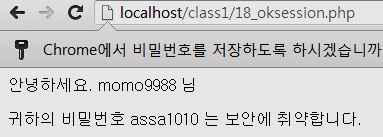 localhost/class1/18_oksession.php
Chrome에서 비밀번호를 저장하도록 하시겠습니까
안녕하세요. momo9988 님
귀하의 비밀번호 assa1010 는 보안에 취약합니다.